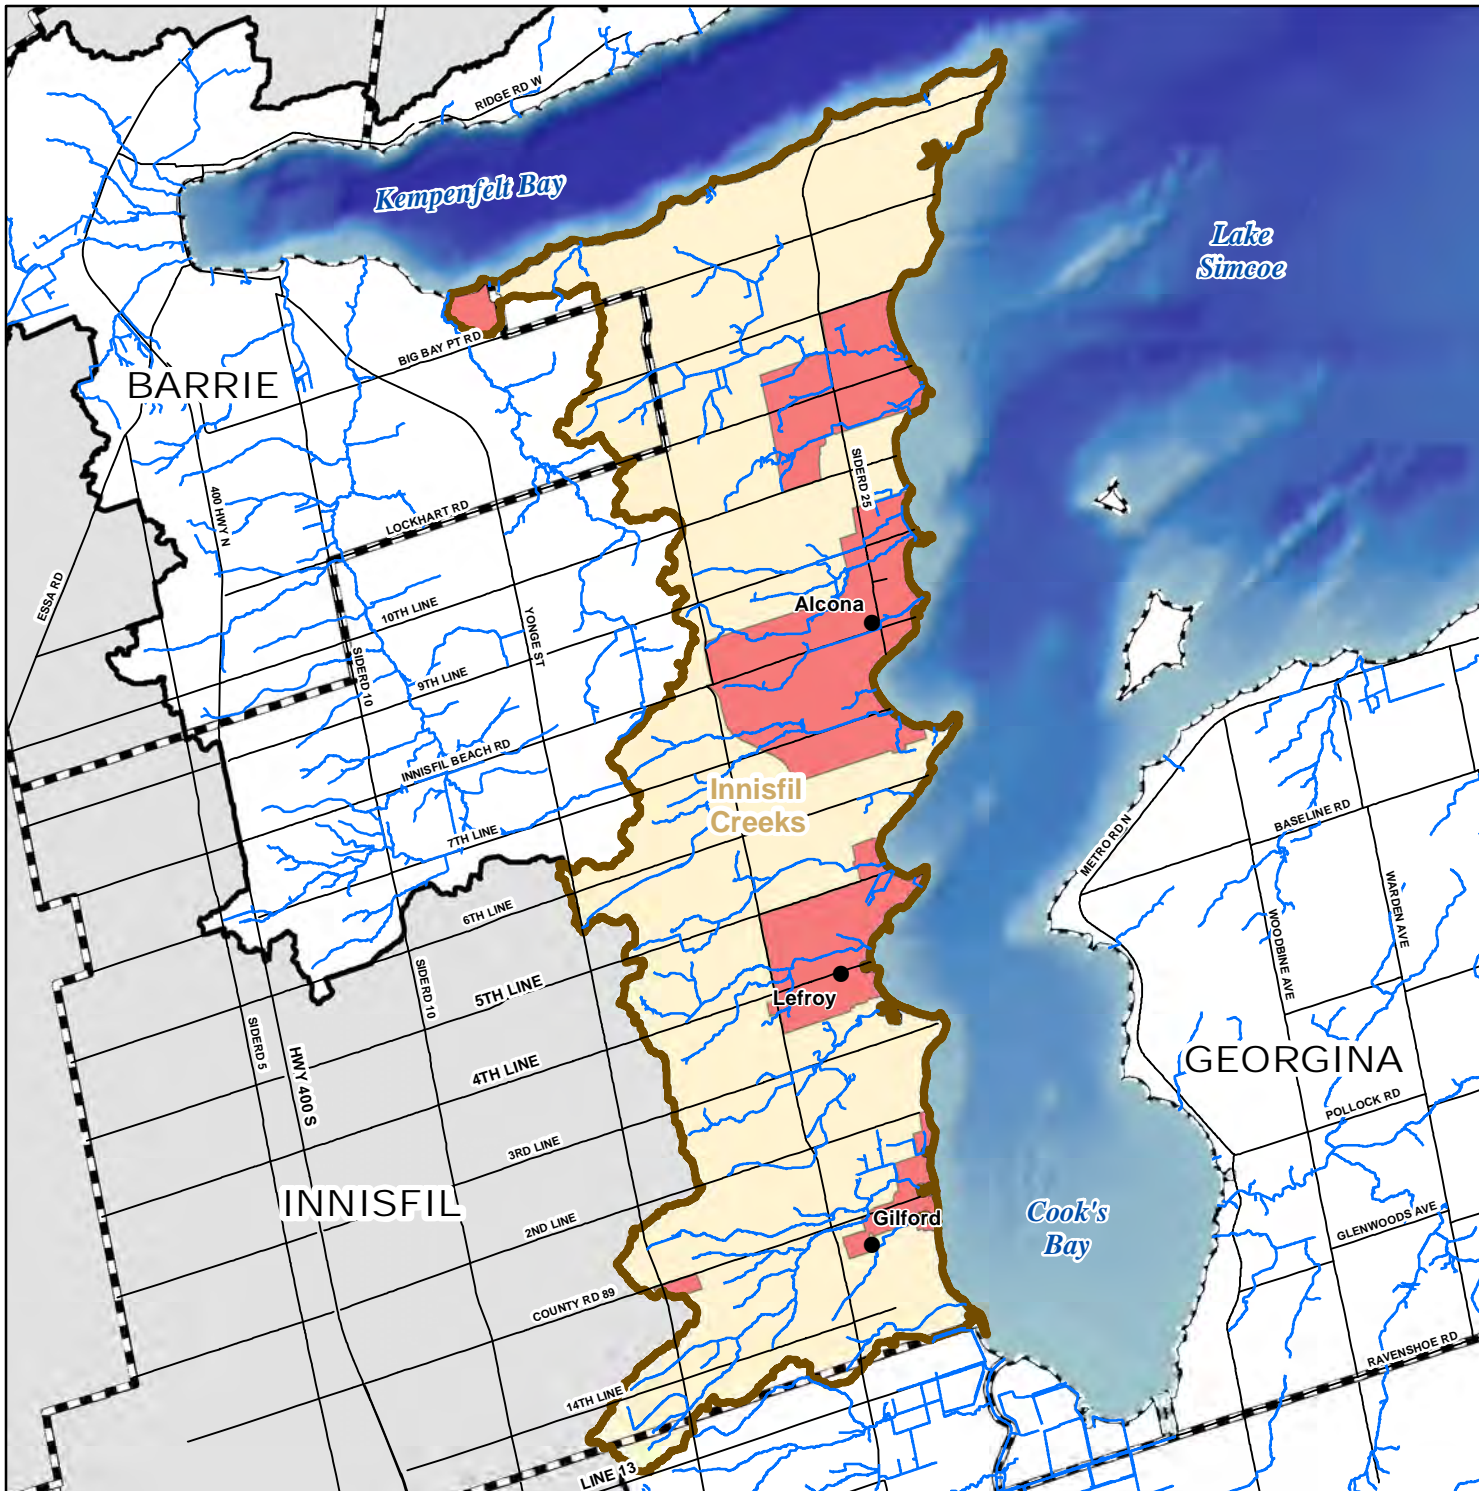 RIDGE RD W
Kempenfelt Bay
Lake
Simcoe
BIG BAY PT RD
BARRIE
SIDERD 25
400 HWY N
LOCKHART RD
ESSA RD
10TH LINE
YONGE ST
Alcona
SIDERD 10
9TH LINE
INNISFIL BEACH RD
Innisfil
Creeks
7TH LINE
METRO RD N
BASELINE RD
WARDEN AVE
WOODBINE AVE
6TH LINE
5TH LINE
SIDERD 10
Lefroy
SIDERD 5
HWY 400 S
4TH LINE
GEORGINA
POLLOCK RD
3RD LINE
INNISFIL
2ND LINE
Gilford
Cook's
Bay
GLENWOODS AVE
COUNTY RD 89
RAVENSHOE RD
14TH LINE
LINE 13